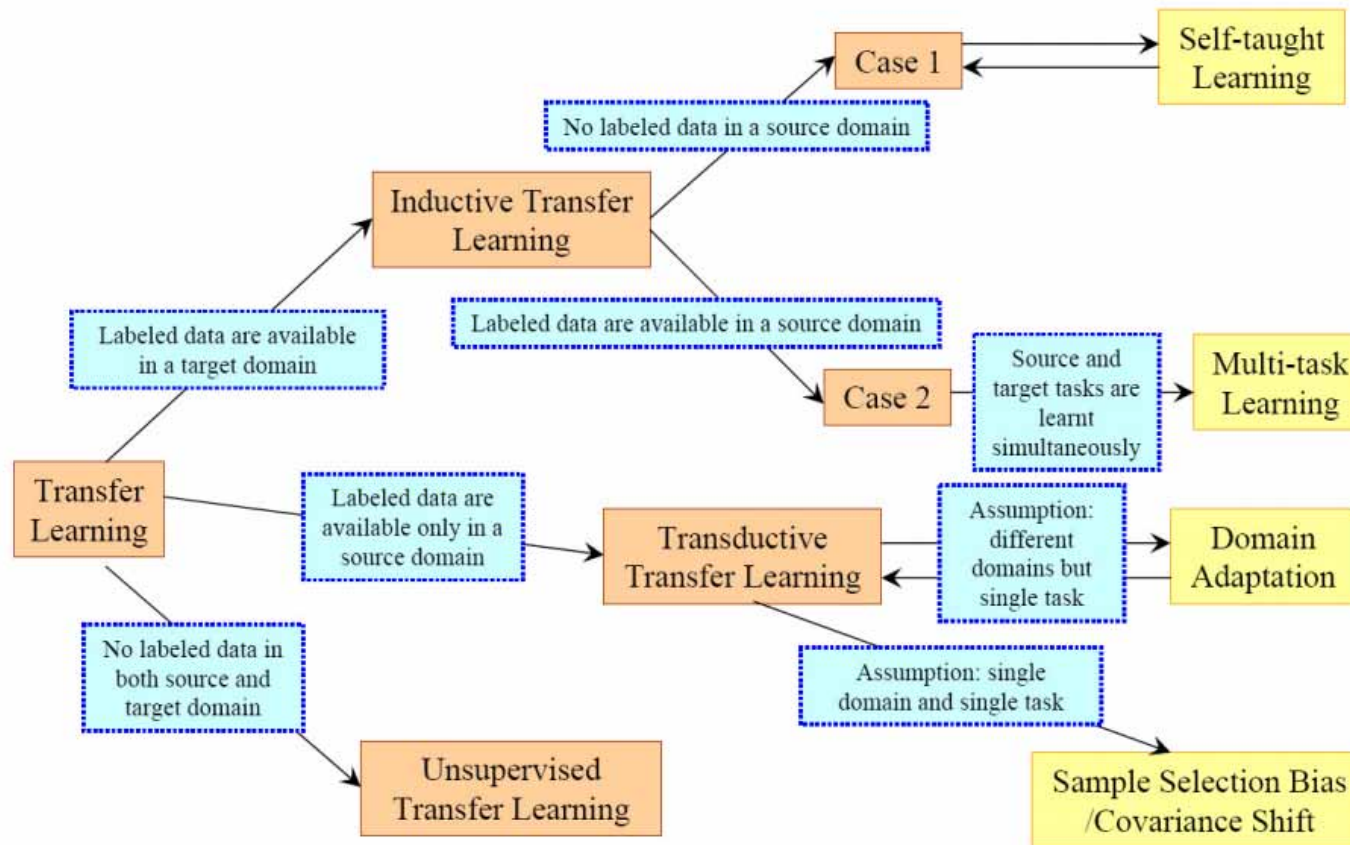 Case 1
Self-taught
Learning
No labeled data in a source domain
Inductive Transfer
Learning
Labeled data are available
in a target domain
Labeled data are available in a source domain
Case 2
Source and
target tasks are
learnt
simultaneously
Multi-task
Learning
Transfer
Learning
Labeled data are
available only in a
source domain
Transductive
Transfer Learning
Assumption:
different
domains but
single task
Domain
Adaptation
No labeled data in
both source and
target domain
Assumption: single
domain and single task
Unsupervised
Transfer Learning
Sample Selection Bias
/Covariance Shift